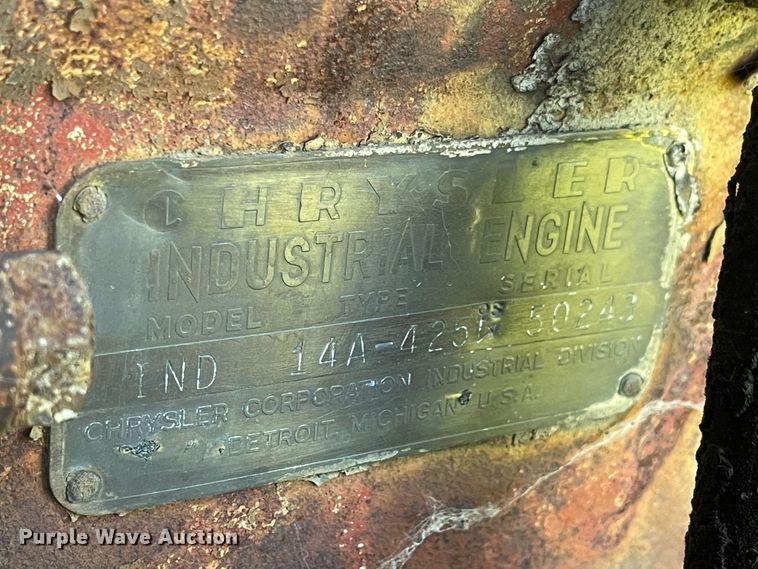 CHRYSLER
INDUSTRIAL ENGINE
MODEL TYPE SERIAL
IND 14A-425 50243
CHRYSLER CORPORATION INDUSTRIAL DIVISION
DETROIT, MICHIGAN U.S.A.
Purple Wave Auction